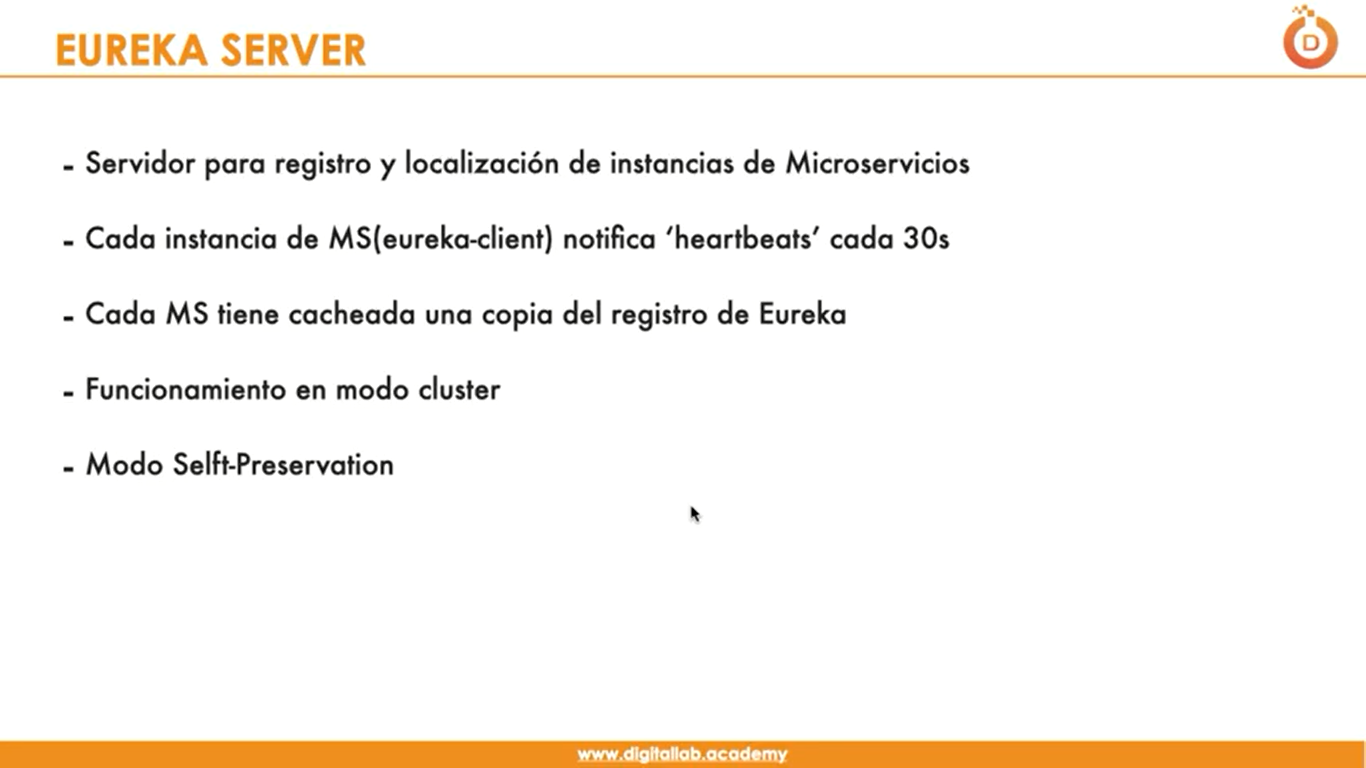 EUREKA SERVER
D
- Servidor para registro y localización de instancias de Microservicios
- Cada instancia de MS(eureka-client) notifica ‘heartbeats’ cada 30s
- Cada MS tiene cacheada una copia del registro de Eureka
- Funcionamiento en modo cluster
- Modo Selft-Preservation
www.digitallab.academy